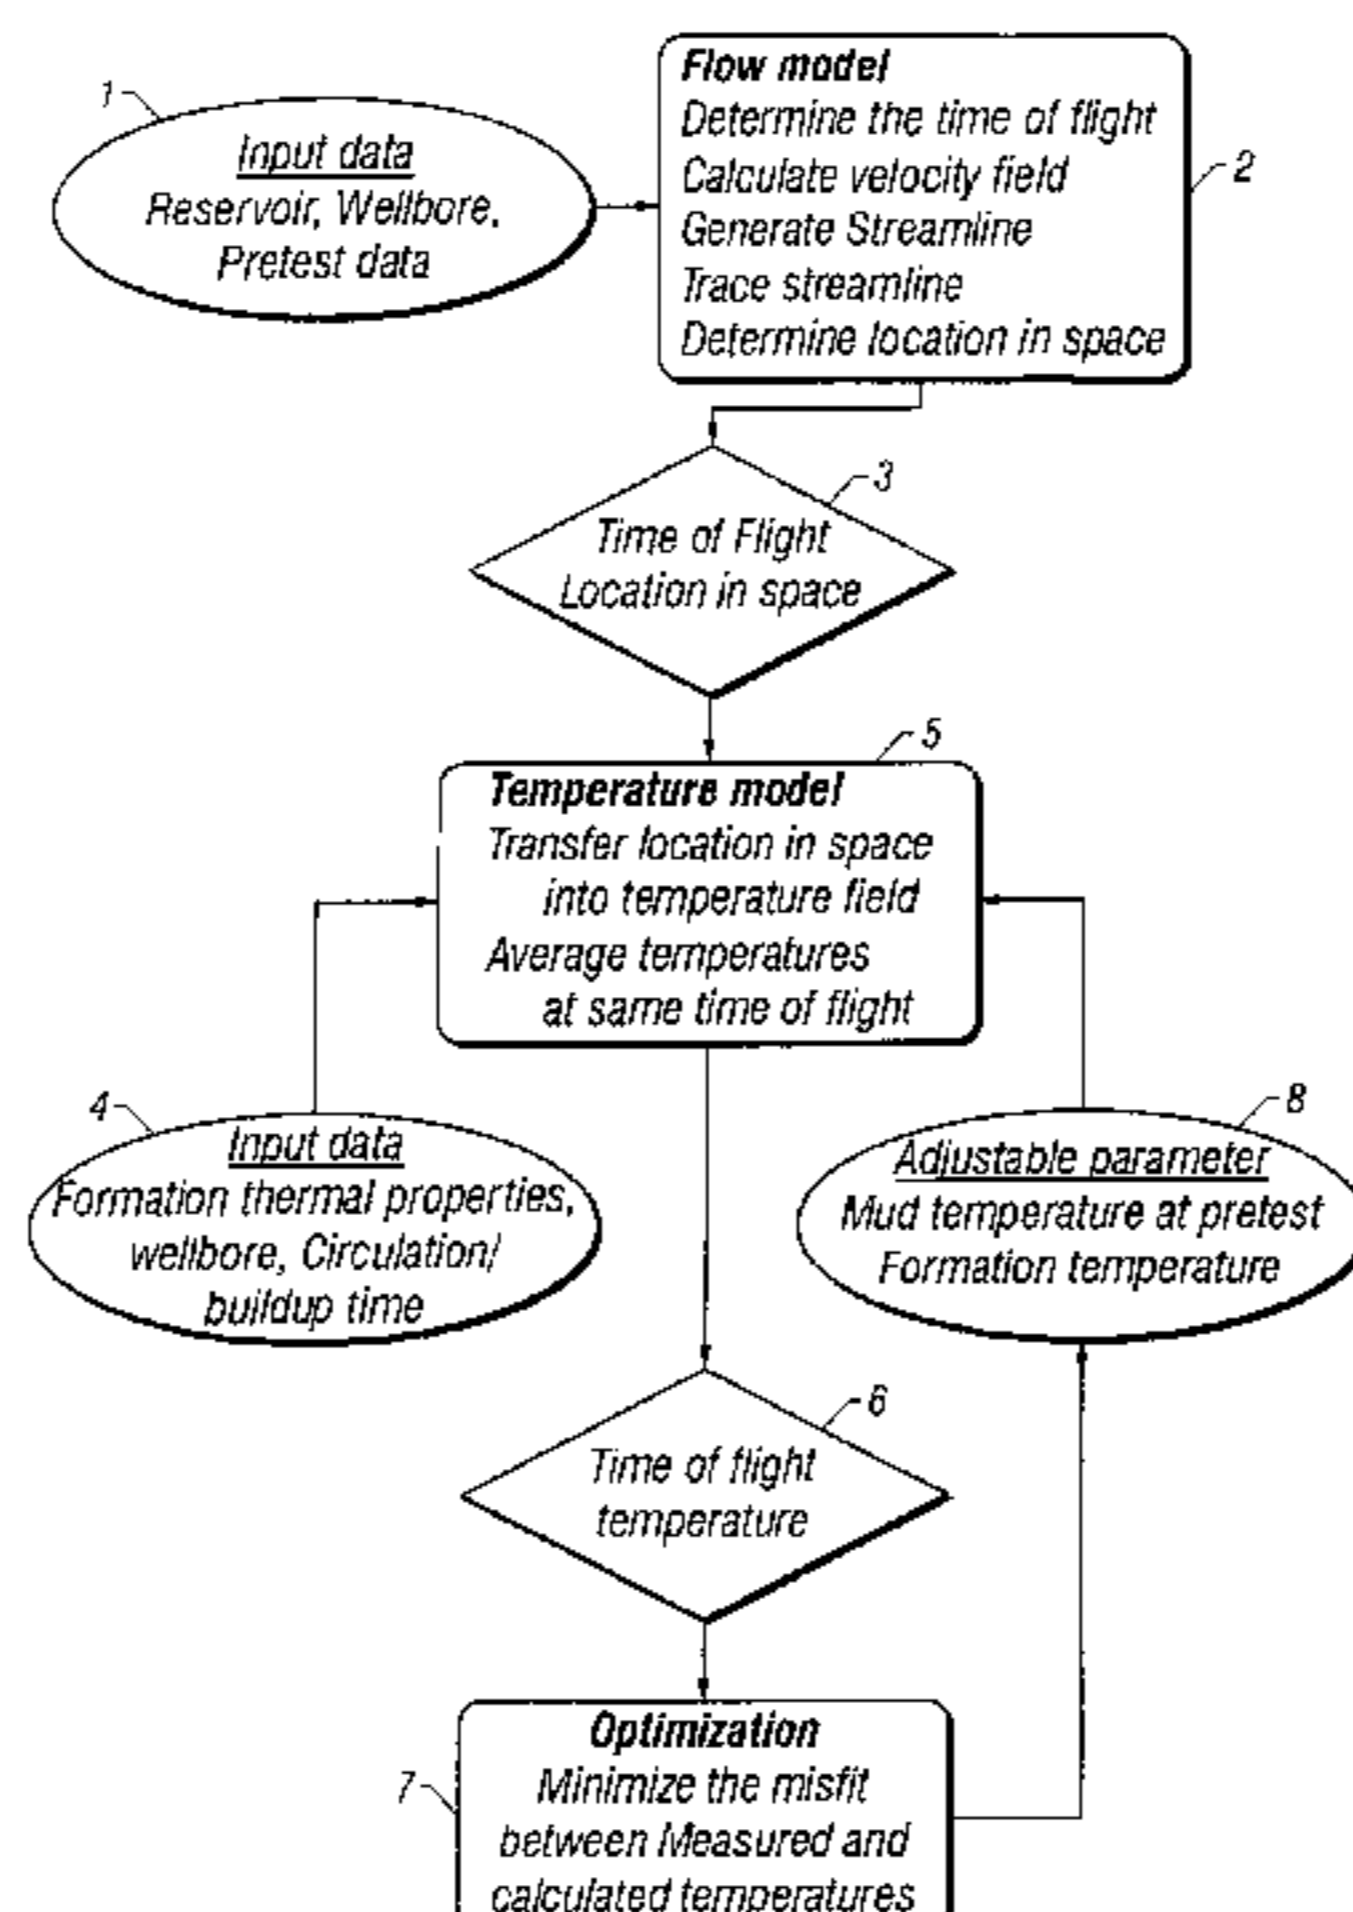 1
Input data
Reservoir, Wellbore,
Pretest data
Flow model
Determine the time of flight
Calculate velocity field
Generate Streamline
Trace streamline
Determine location in space
2
3
Time of Flight
Location in space
5
Temperature model
Transfer location in space
into temperature field
Average temperatures
at same time of flight
4
Input data
Formation thermal properties,
wellbore, Circulation/
buildup time
8
Adjustable parameter
Mud temperature at pretest
Formation temperature
6
Time of flight
temperature
7
Optimization
Minimize the misfit
between Measured and
calculated temperatures